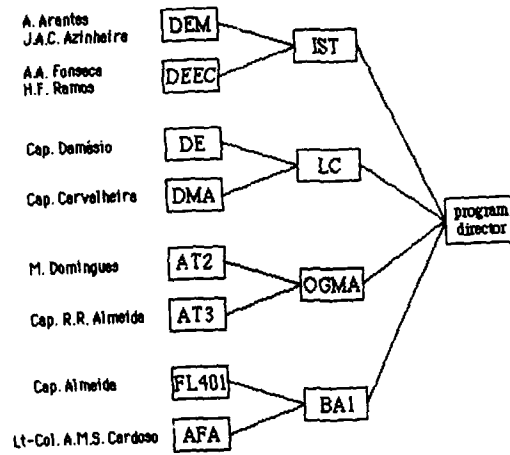 A. Arantes
J.A.C. Azinheira
DEM
IST
A.A. Fonseca
H.F. Ramos
DEEC
Cap. Damásio
DE
LC
Cap. Carvalheira
DMA
program
director
M. Domingues
AT2
OGMA
Cap. R.R. Almeida
AT3
Cap. Almeida
FL401
BA1
Lt-Col. A.M.S. Cardoso
AFA